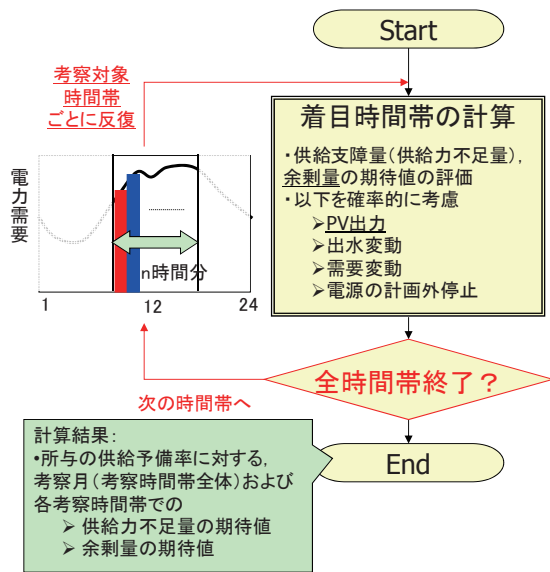 Start
考察対象
時間帯
ごとに反復
着目時間帯の計算
・供給支障量(供給力不足量),
余剰量の期待値の評価
・以下を確率的に考慮
➢PV出力
➢出水変動
➢需要変動
➢電源の計画外停止
電力需要
n時間分
1 12 24
全時間帯終了？
次の時間帯へ
End
計算結果：
・所与の供給予備率に対する,
考察月(考察時間帯全体)および
各考察時間帯での
➢ 供給力不足量の期待値
➢ 余剰量の期待値